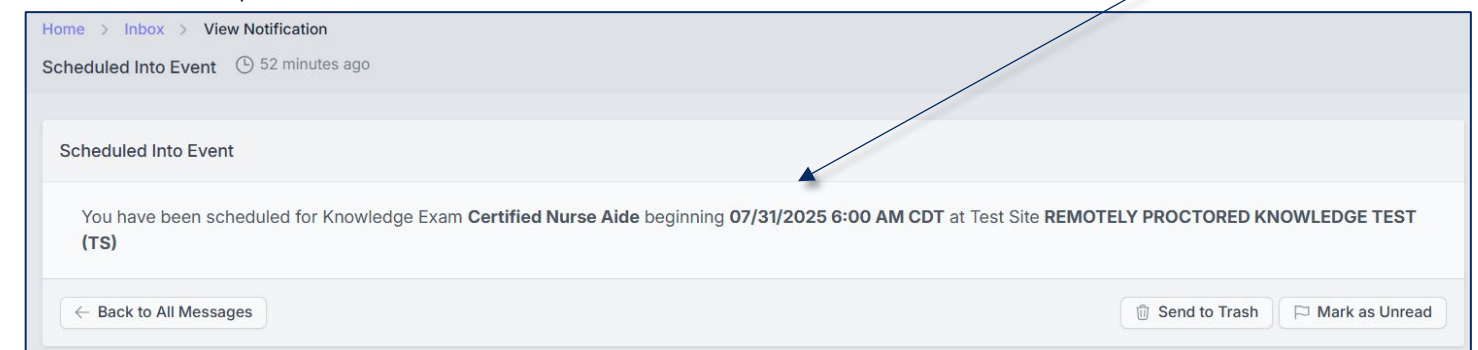 Home > Inbox > View Notification
Scheduled Into Event 52 minutes ago
Scheduled Into Event
You have been scheduled for Knowledge Exam Certified Nurse Aide beginning 07/31/2025 6:00 AM CDT at Test Site REMOTELY PROCTORED KNOWLEDGE TEST
(TS)
← Back to All Messages Send to Trash Mark as Unread